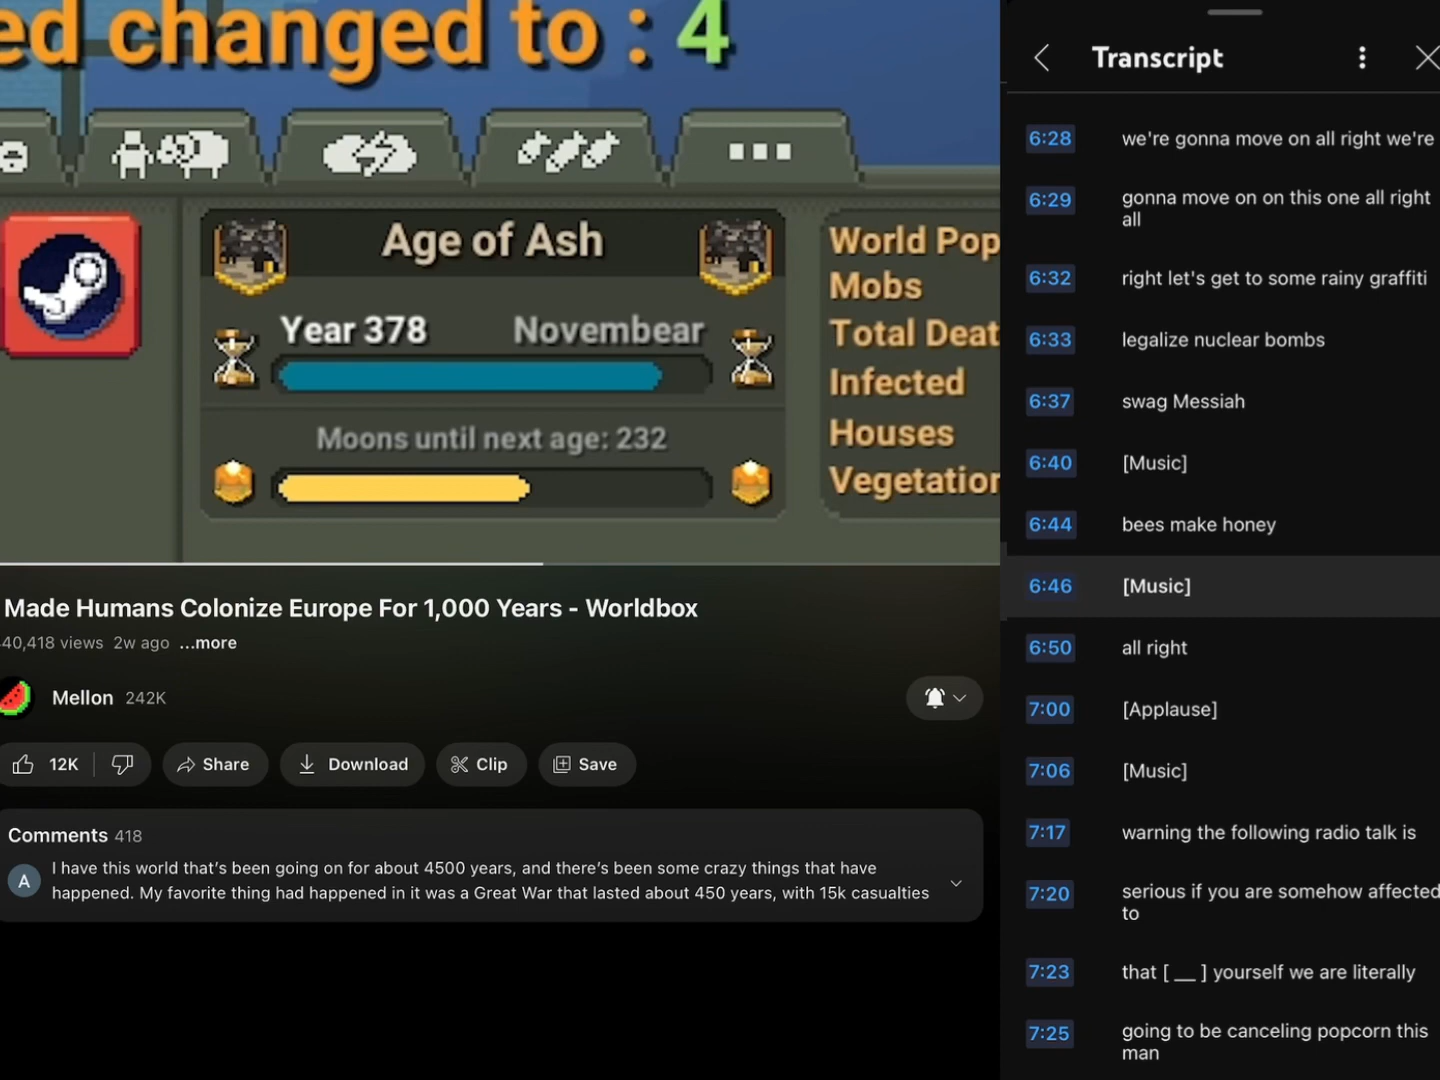 ed changed to : 4
Age of Ash
Year 378 Novembear
Moons until next age: 232
World Pop
Mobs
Total Deat
Infected
Houses
Vegetation
Made Humans Colonize Europe For 1,000 Years - Worldbox
40,418 views 2w ago ...more
Mellon 242K
12K Share Download Clip Save
Comments 418
A
I have this world that's been going on for about 4500 years, and there's been some crazy things that have
happened. My favorite thing had happened in it was a Great War that lasted about 450 years, with 15k casualties
Transcript
6:28 we're gonna move on all right we're
6:29 gonna move on on this one all right
all
6:32 right let's get to some rainy graffiti
6:33 legalize nuclear bombs
6:37 swag Messiah
6:40 [Music]
6:44 bees make honey
6:46 [Music]
6:50 all right
7:00 [Applause]
7:06 [Music]
7:17 warning the following radio talk is
7:20 serious if you are somehow affected
to
7:23 that [ __ ] yourself we are literally
7:25 going to be canceling popcorn this
man